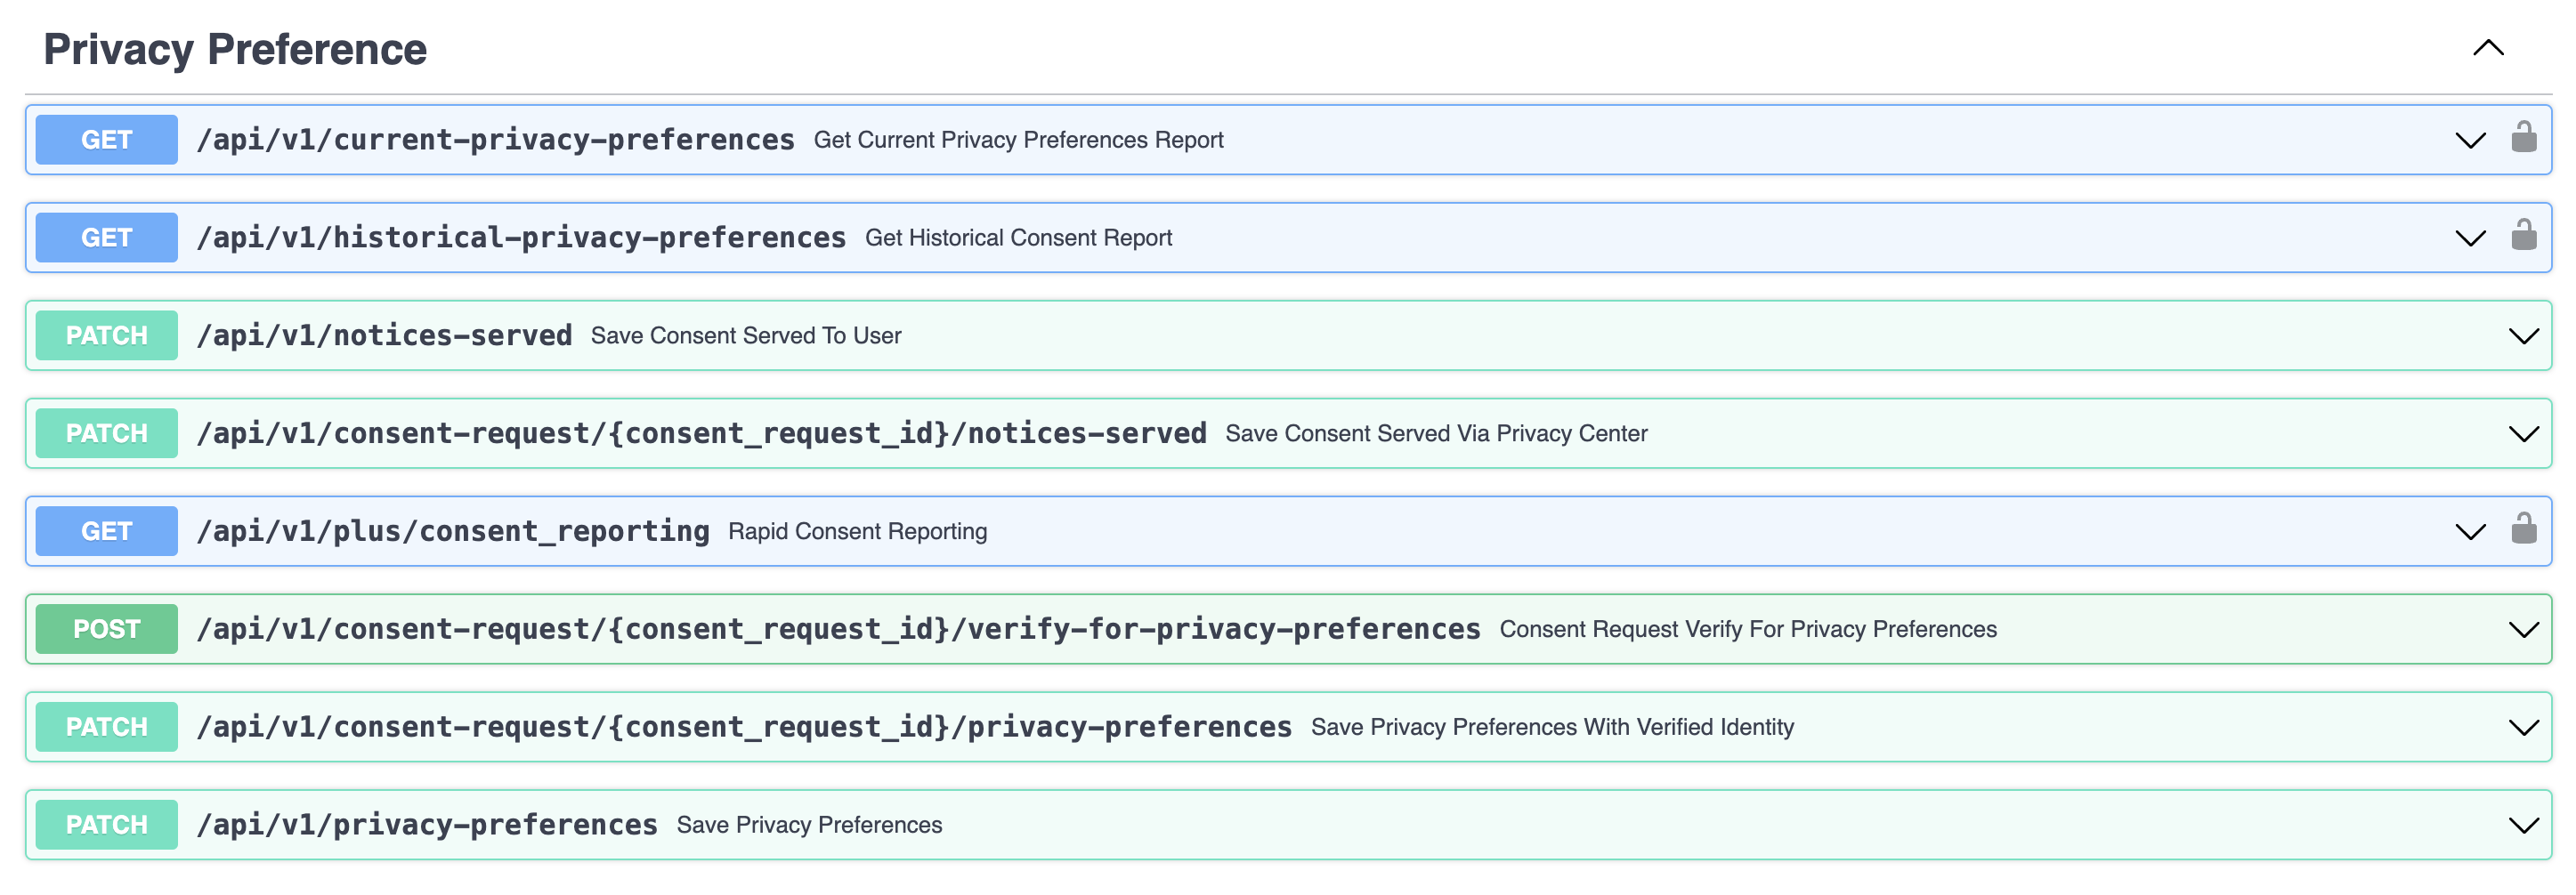 Privacy Preference
GET /api/v1/current-privacy-preferences Get Current Privacy Preferences Report
GET /api/v1/historical-privacy-preferences Get Historical Consent Report
PATCH /api/v1/notices-served Save Consent Served To User
PATCH /api/v1/consent-request/{consent_request_id}/notices-served Save Consent Served Via Privacy Center
GET /api/v1/plus/consent_reporting Rapid Consent Reporting
POST /api/v1/consent-request/{consent_request_id}/verify-for-privacy-preferences Consent Request Verify For Privacy Preferences
PATCH /api/v1/consent-request/{consent_request_id}/privacy-preferences Save Privacy Preferences With Verified Identity
PATCH /api/v1/privacy-preferences Save Privacy Preferences